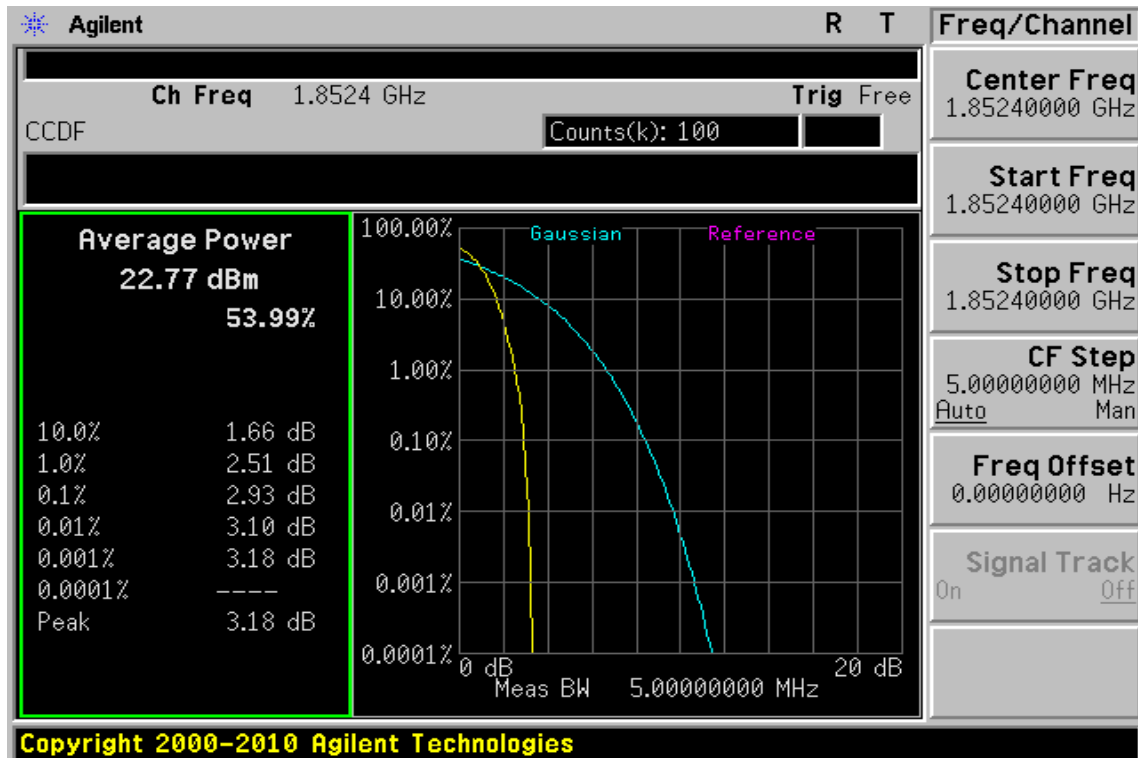 Agilent R T Freq/Channel
Ch Freq 1.8524 GHz Trig Free
CCDF Counts(k): 100
Average Power
22.77 dBm
53.99%
10.0% 1.66 dB
1.0% 2.51 dB
0.1% 2.93 dB
0.01% 3.10 dB
0.001% 3.18 dB
0.0001% ----
Peak 3.18 dB
Gaussian Reference
100.00%
10.00%
1.00%
0.10%
0.01%
0.001%
0.0001%
0 dB 20 dB
Meas BW 5.00000000 MHz
Center Freq
1.85240000 GHz
Start Freq
1.85240000 GHz
Stop Freq
1.85240000 GHz
CF Step
5.00000000 MHz
Auto Man
Freq Offset
0.00000000 Hz
Signal Track
On Off
Copyright 2000-2010 Agilent Technologies